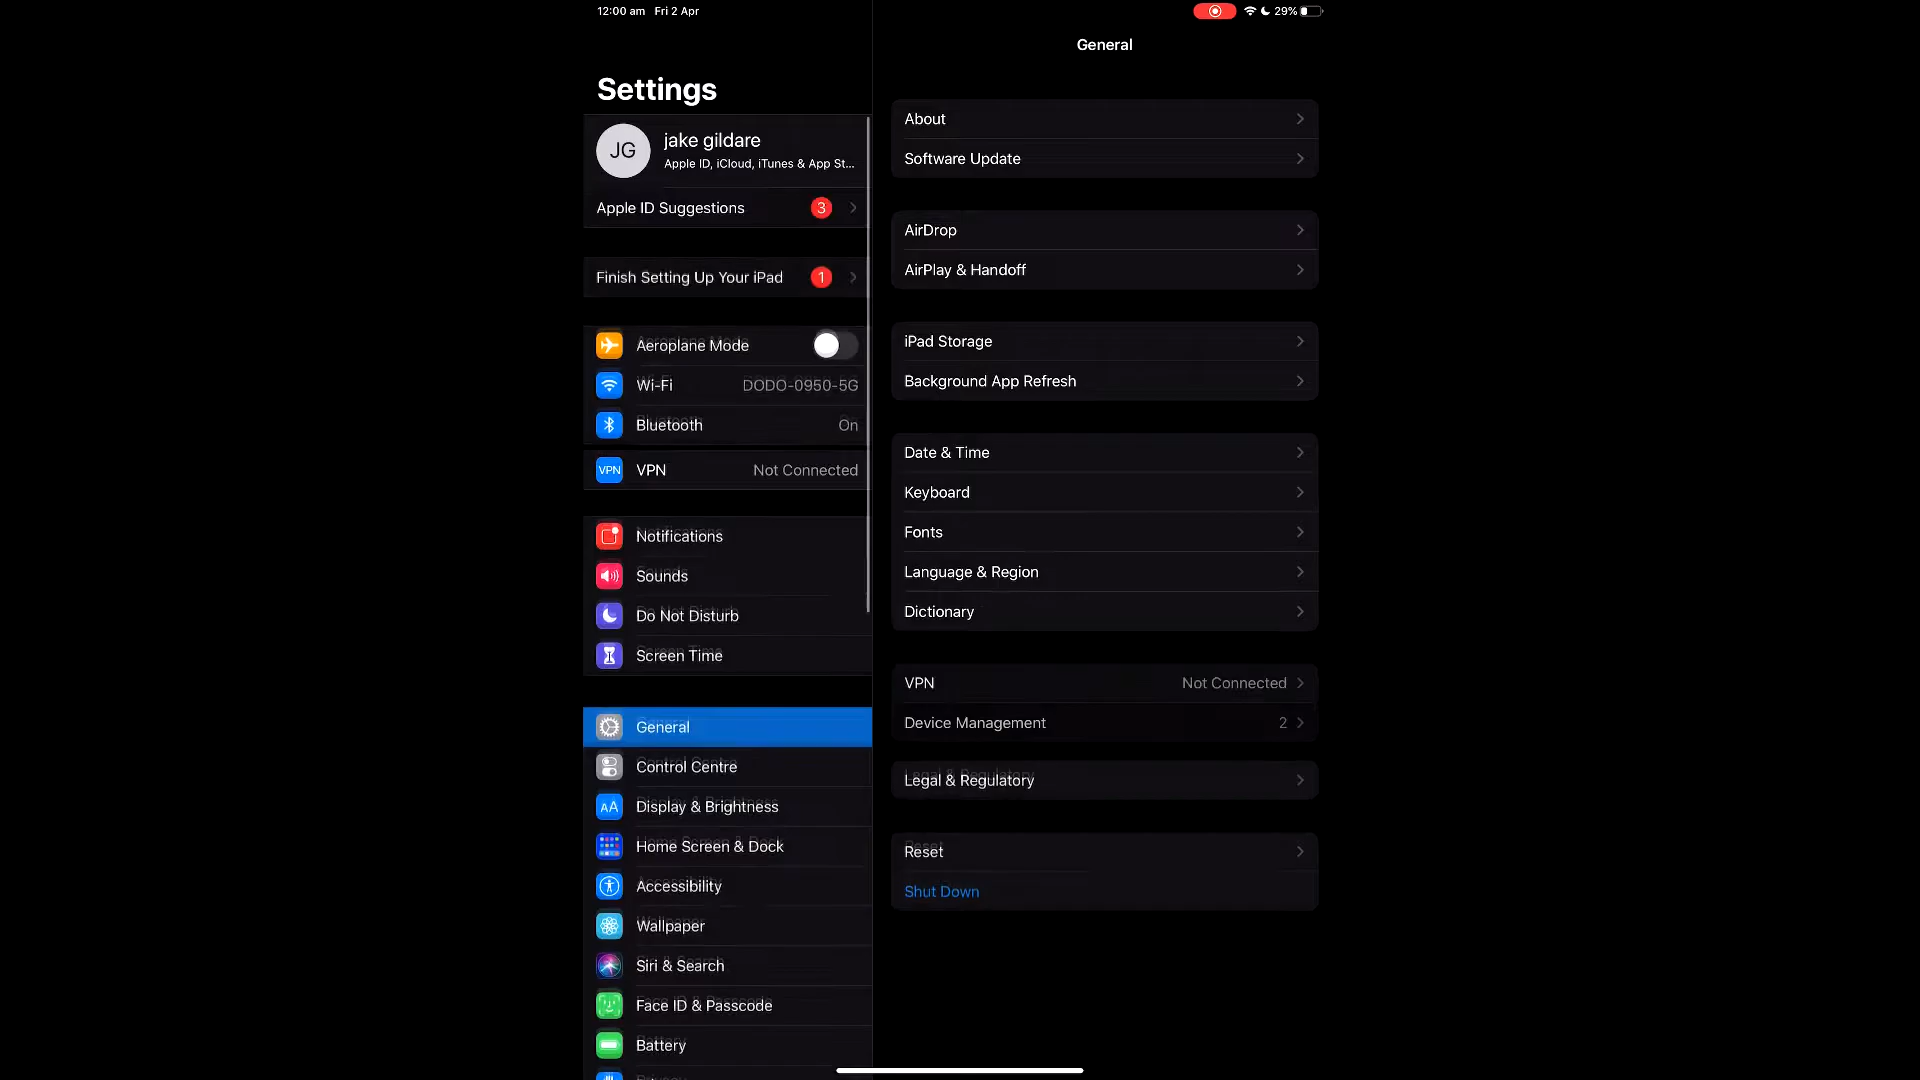 12:00 am Fri 2 Apr
29%
Settings
JG
jake gildare
Apple ID, iCloud, iTunes & App St...
Apple ID Suggestions 3
Finish Setting Up Your iPad 1
Aeroplane Mode
Wi-Fi DODO-0950-5G
Bluetooth On
VPN VPN Not Connected
Notifications
Sounds
Do Not Disturb
Screen Time
General
Control Centre
AA Display & Brightness
Home Screen & Dock
Accessibility
Wallpaper
Siri & Search
Face ID & Passcode
Battery
General
About
Software Update
AirDrop
AirPlay & Handoff
iPad Storage
Background App Refresh
Date & Time
Keyboard
Fonts
Language & Region
Dictionary
VPN Not Connected
Device Management 2
Legal & Regulatory
Reset
Shut Down